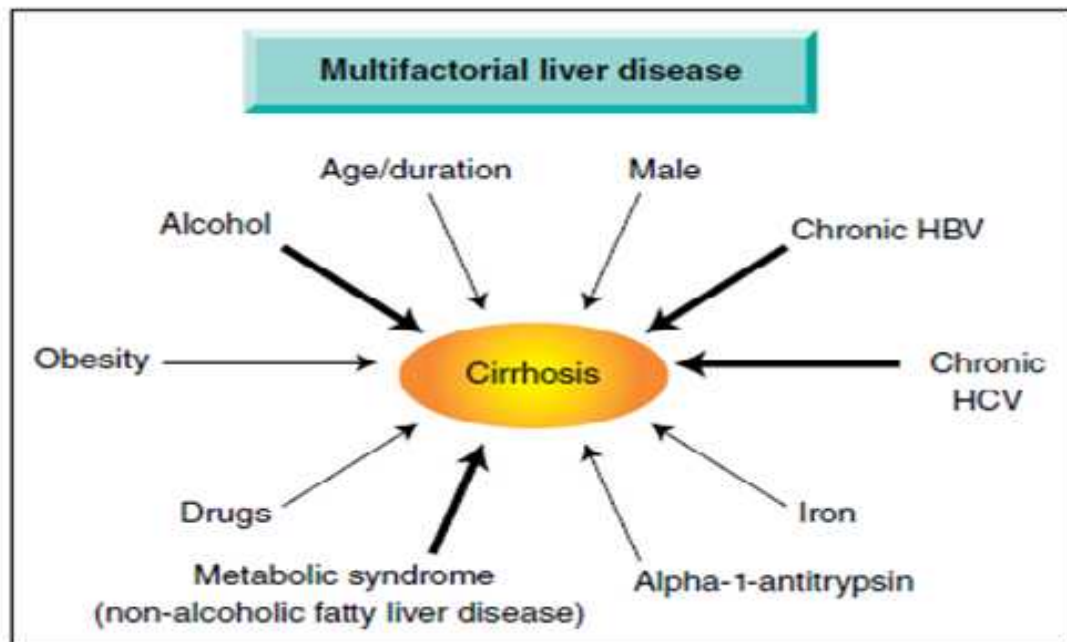 Multifactorial liver disease
Age/duration
Male
Alcohol
Chronic HBV
Obesity
Cirrhosis
Chronic
HCV
Drugs
Iron
Metabolic syndrome
(non-alcoholic fatty liver disease)
Alpha-1-antitrypsin